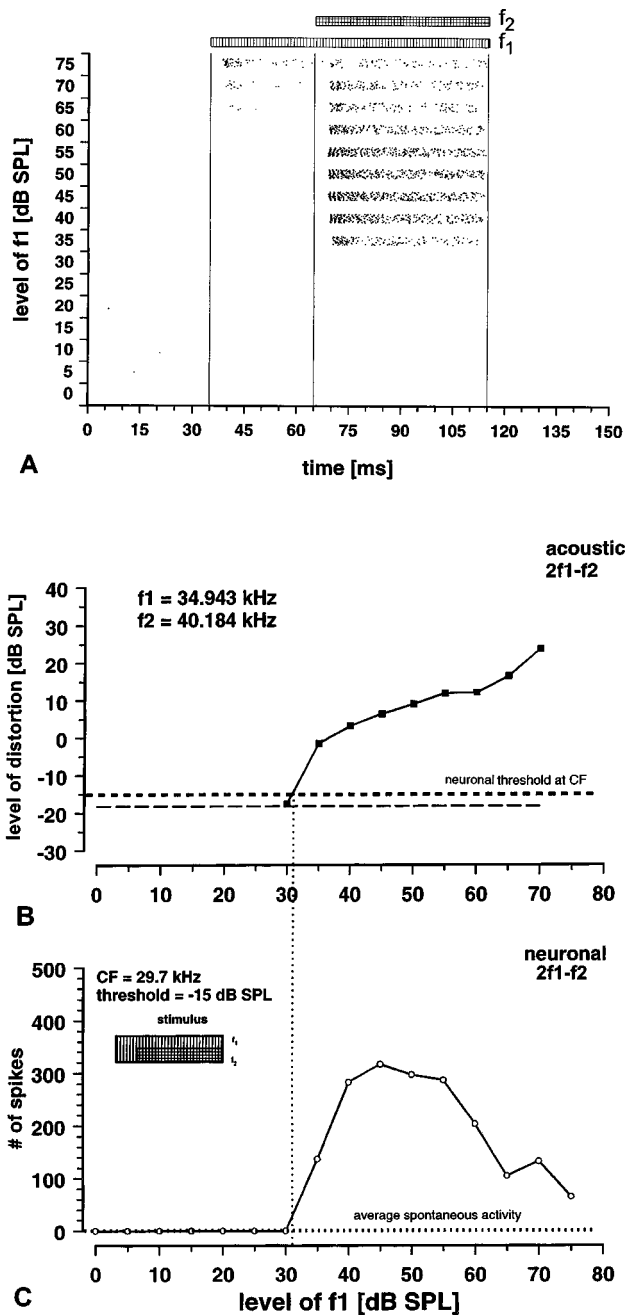 f2
f1
level of f1 [dB SPL]
75
70
65
60
55
50
45
40
35
30
25
20
15
10
5
0
0 15 30 45 60 75 90 105 120 135 150
time [ms]
A
acoustic
2f1-f2
f1 = 34.943 kHz
f2 = 40.184 kHz
level of distortion [dB SPL]
40
30
20
10
0
-10
-20
-30
neuronal threshold at CF
0 10 20 30 40 50 60 70 80
B
neuronal
2f1-f2
CF = 29.7 kHz
threshold = -15 dB SPL
stimulus
f1
f2
# of spikes
500
400
300
200
100
0
average spontaneous activity
0 10 20 30 40 50 60 70 80
level of f1 [dB SPL]
C